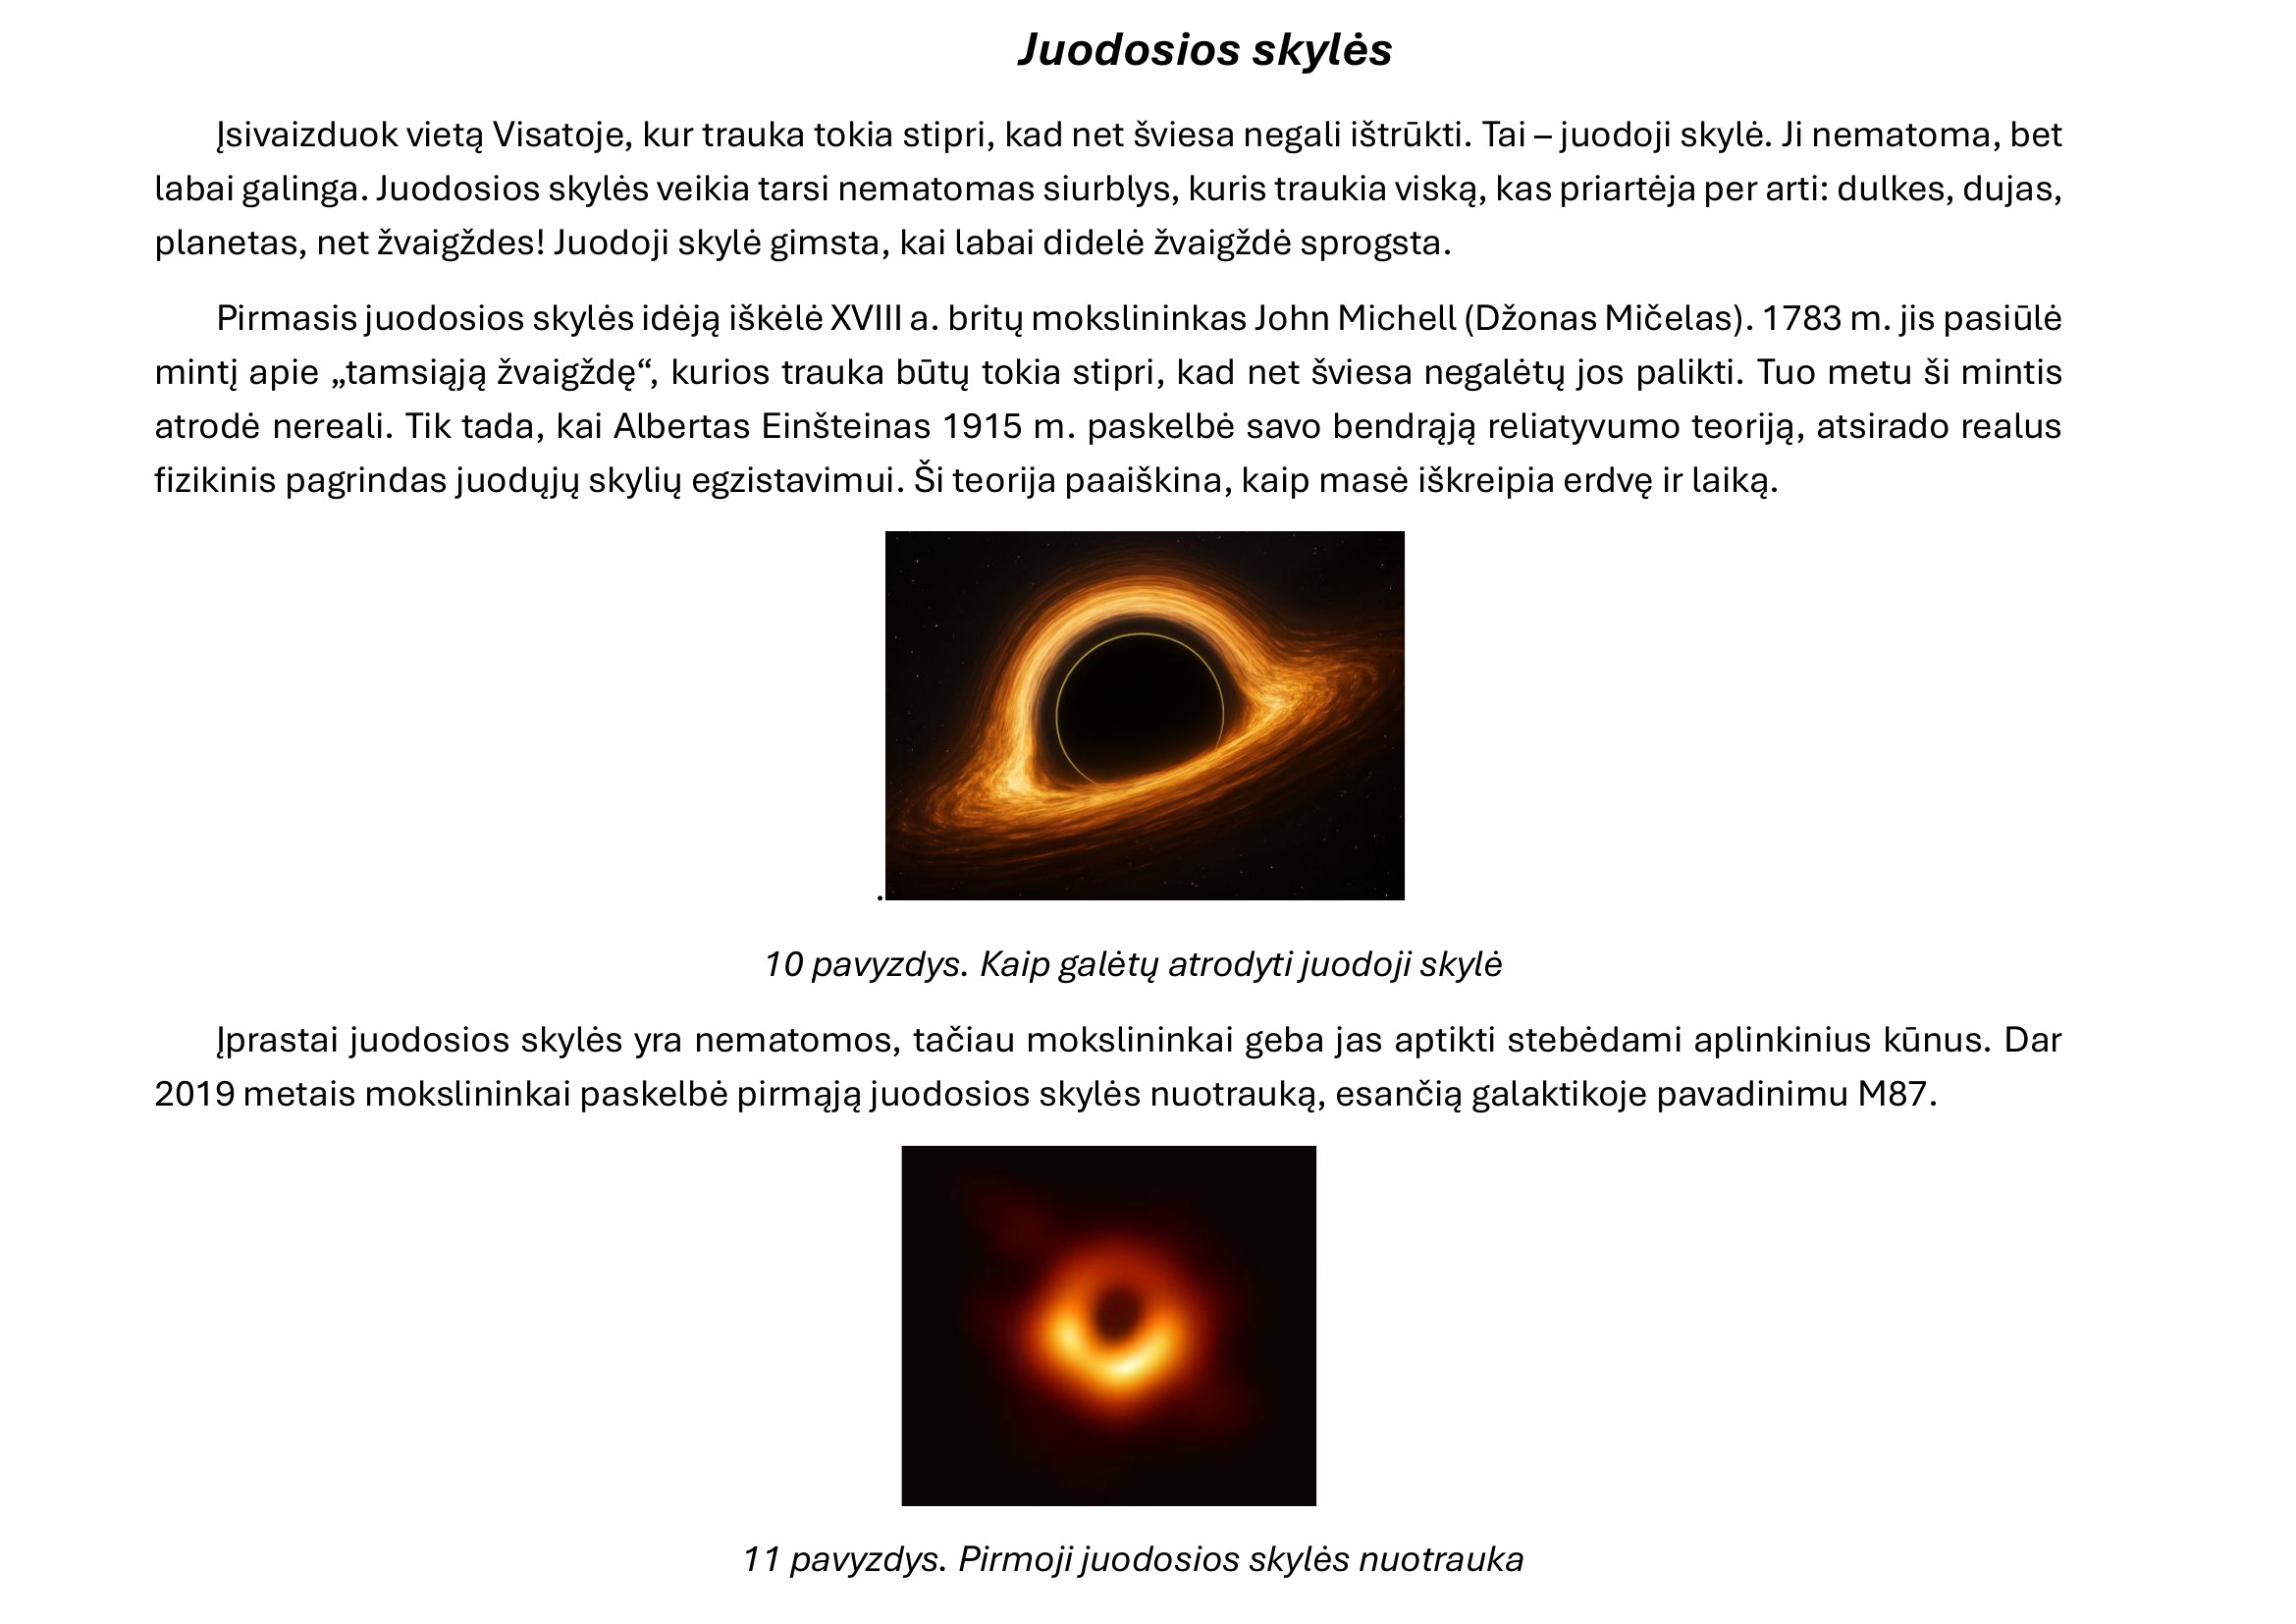 Juodosios skylės
Įsivaizduok vietą Visatoje, kur trauka tokia stipri, kad net šviesa negali ištrūkti. Tai – juodoji skylė. Ji nematoma, bet
labai galinga. Juodosios skylės veikia tarsi nematomas siurblys, kuris traukia viską, kas priartėja per arti: dulkes, dujas,
planetas, net žvaigždes! Juodoji skylė gimsta, kai labai didelė žvaigždė sprogsta.
Pirmasis juodosios skylės idėją iškėlė XVIII a. britų mokslininkas John Michell (Džonas Mičelas). 1783 m. jis pasiūlė
mintį apie „tamsiąją žvaigždę“, kurios trauka būtų tokia stipri, kad net šviesa negalėtų jos palikti. Tuo metu ši mintis
atrodė nereali. Tik tada, kai Albertas Einšteinas 1915 m. paskelbė savo bendrąją reliatyvumo teoriją, atsirado realus
fizikinis pagrindas juodųjų skylių egzistavimui. Ši teorija paaiškina, kaip masė iškreipia erdvę ir laiką.
.
10 pavyzdys. Kaip galėtų atrodyti juodoji skylė
Įprastai juodosios skylės yra nematomos, tačiau mokslininkai geba jas aptikti stebėdami aplinkinius kūnus. Dar
2019 metais mokslininkai paskelbė pirmąją juodosios skylės nuotrauką, esančią galaktikoje pavadinimu M87.
11 pavyzdys. Pirmoji juodosios skylės nuotrauka